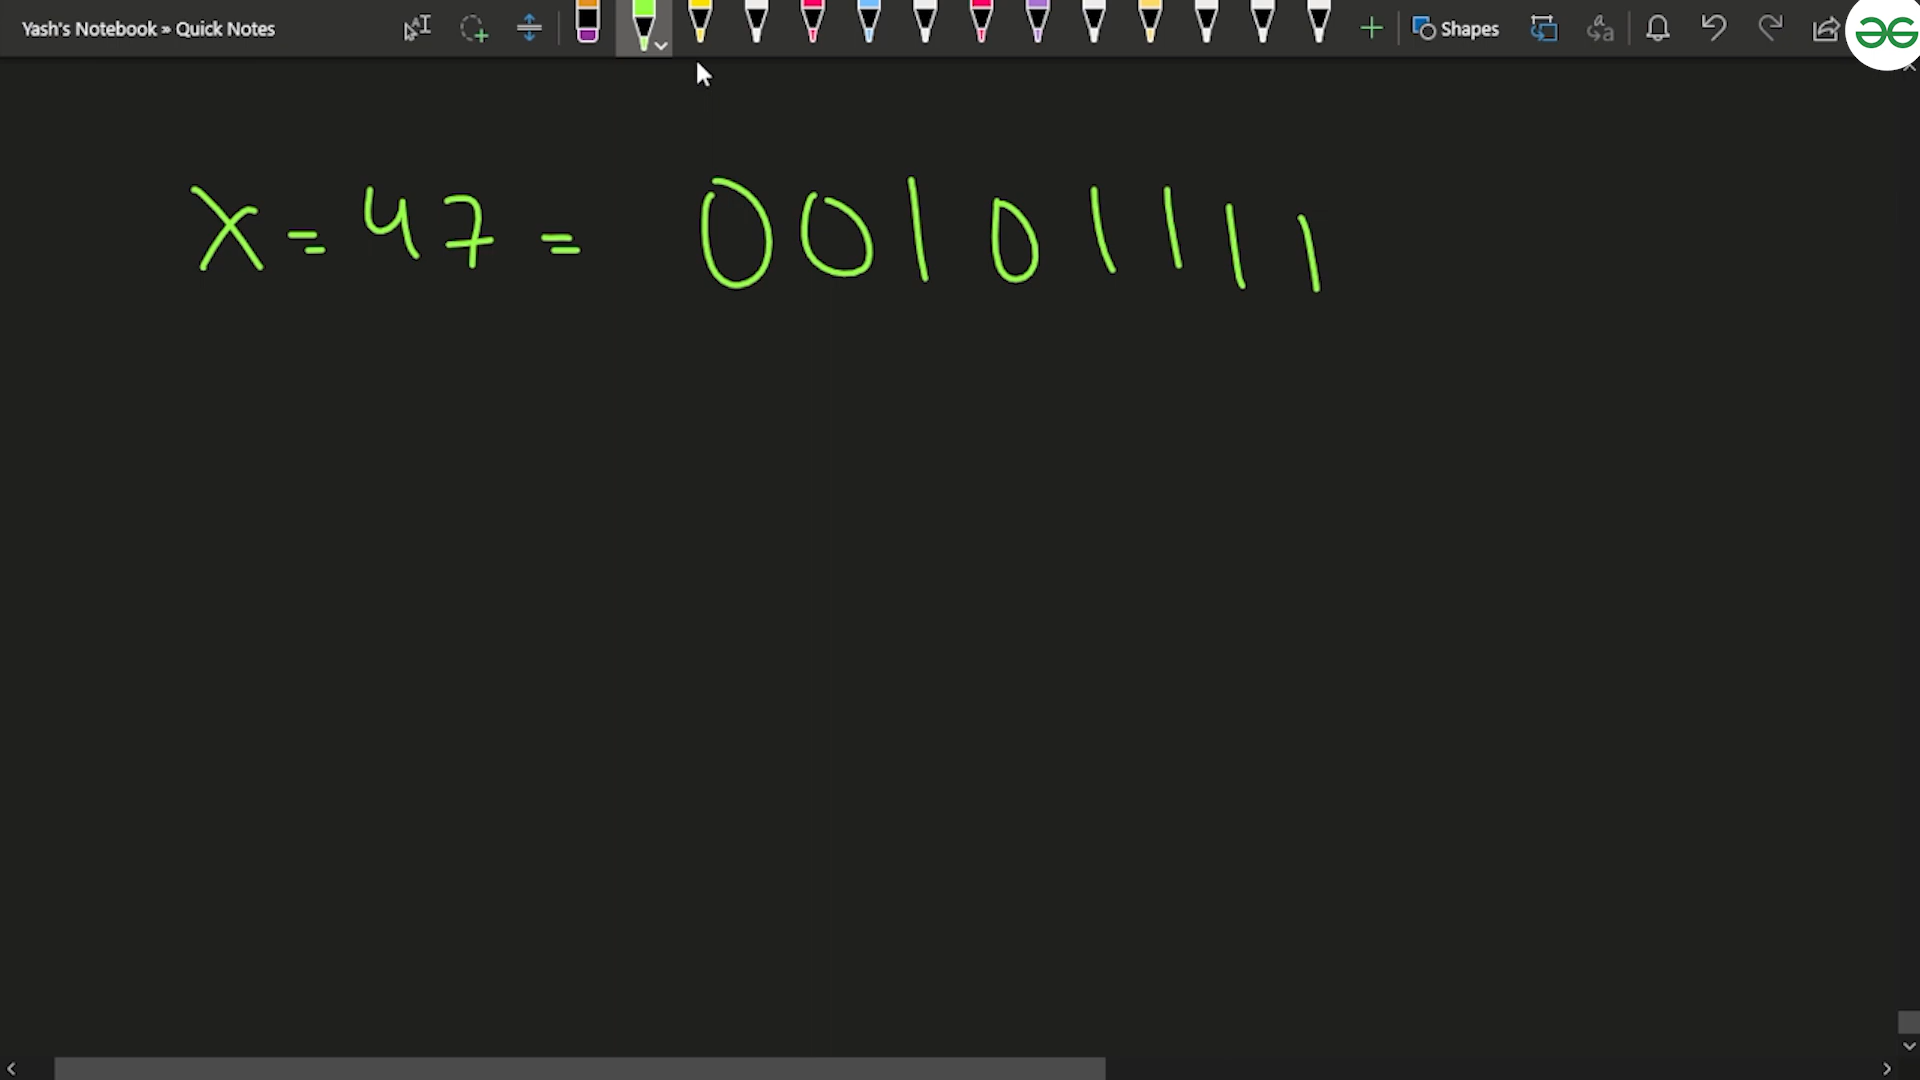 Yash's Notebook » Quick Notes Shapes
X = 47 = 00101111